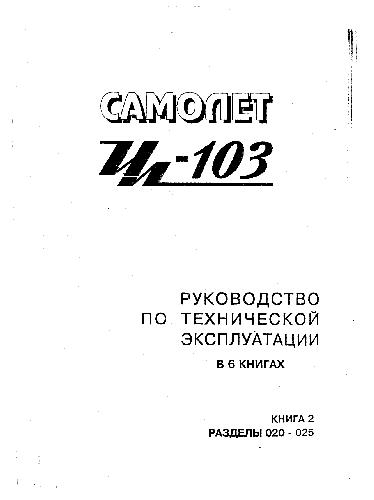 САМОЛЕТ
Ил-103
РУКОВОДСТВО
ПО ТЕХНИЧЕСКОЙ
ЭКСПЛУАТАЦИИ
В 6 КНИГАХ
КНИГА 2
РАЗДЕЛЫ 020 - 025